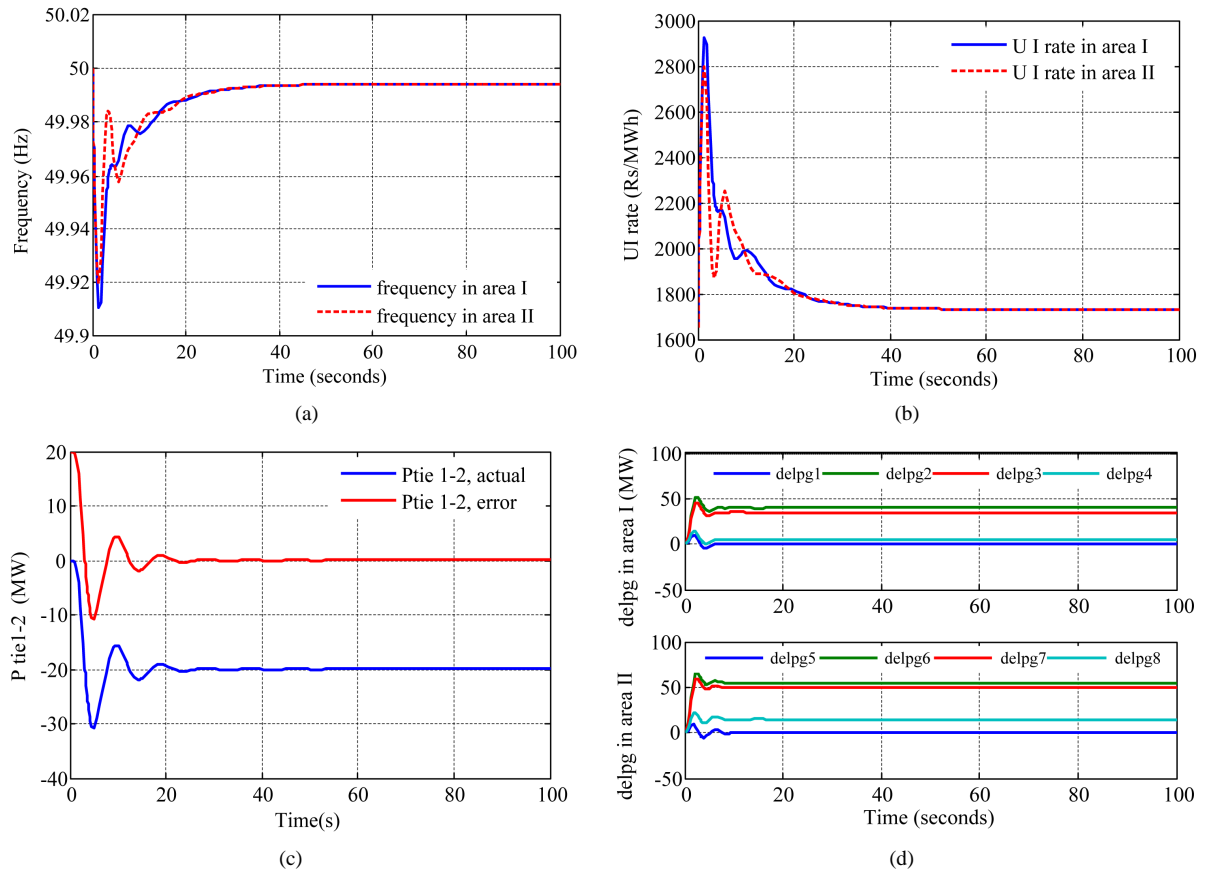 50.02
50
49.98
49.96
49.94
49.92
49.9
Frequency (Hz)
frequency in area I
frequency in area II
0 20 40 60 80 100
Time (seconds)
(a)
3000
2800
2600
2400
2200
2000
1800
1600
UI rate (Rs/MWh)
U I rate in area I
U I rate in area II
0 20 40 60 80 100
Time (seconds)
(b)
20
10
0
-10
-20
-30
-40
P tie1-2 (MW)
Ptie 1-2, actual
Ptie 1-2, error
0 20 40 60 80 100
Time(s)
(c)
100
50
0
-50
delpg in area I (MW)
delpg1 delpg2 delpg3 delpg4
0 20 40 60 80 100
100
50
0
-50
delpg in area II
delpg5 delpg6 delpg7 delpg8
0 20 40 60 80 100
Time (seconds)
(d)